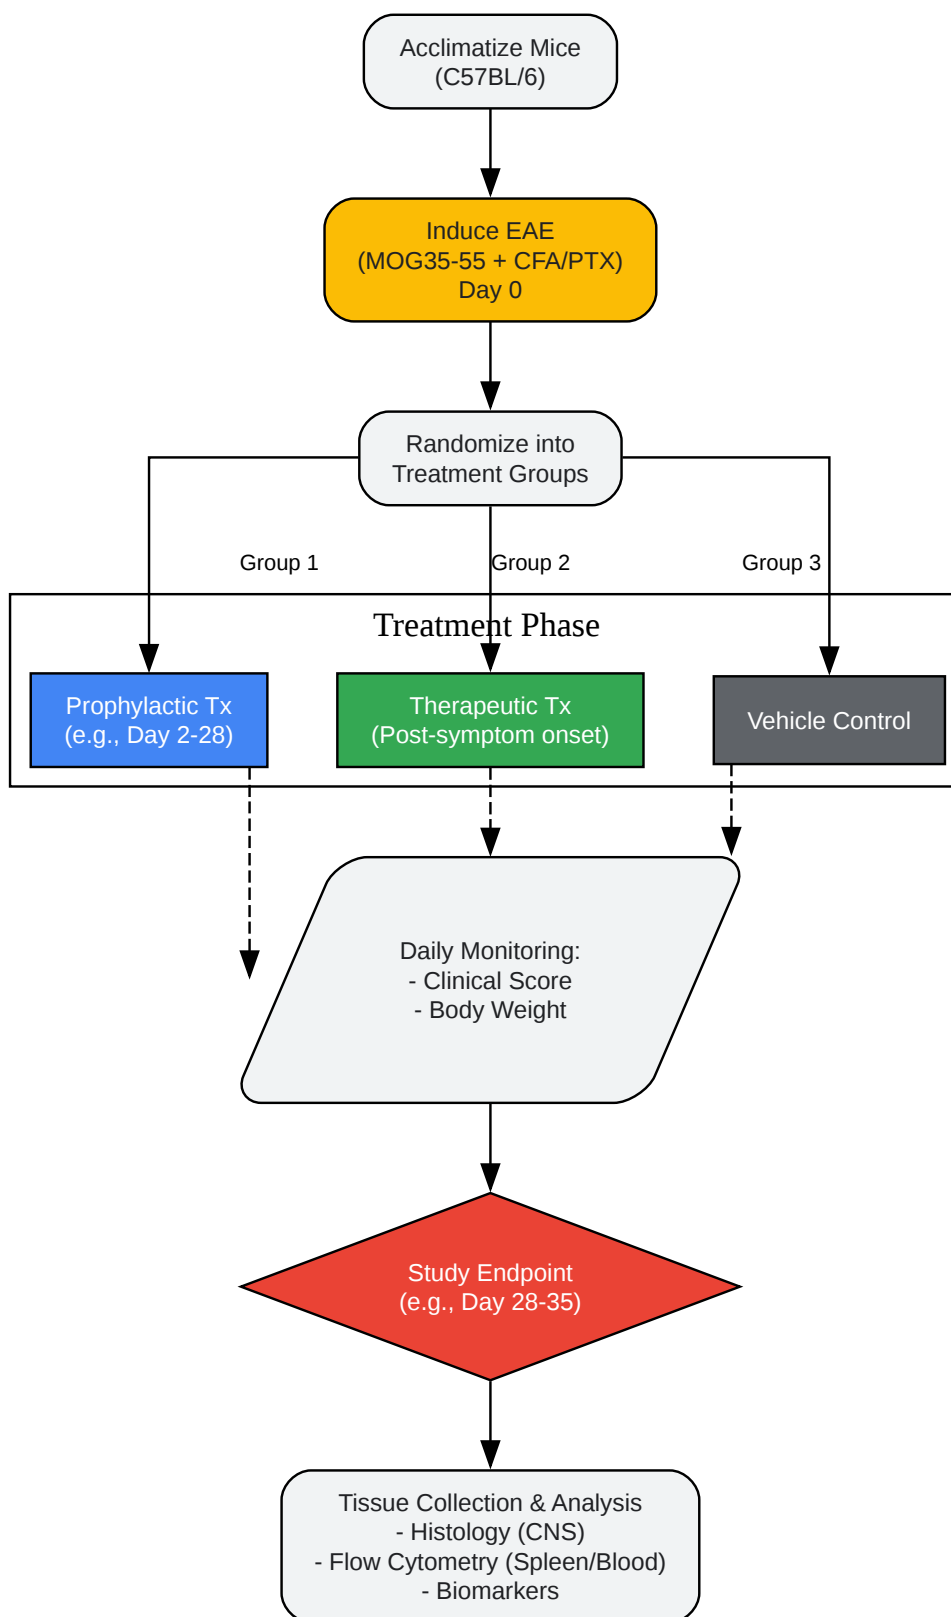 Acclimatize Mice
(C57BL/6)
Induce EAE
(MOG35-55 + CFA/PTX)
Day 0
Randomize into
Treatment Groups
Group 1
Group 2
Group 3
Treatment Phase
Prophylactic Tx
(e.g., Day 2-28)
Therapeutic Tx
(Post-symptom onset)
Vehicle Control
Daily Monitoring:
- Clinical Score
- Body Weight
Study Endpoint
(e.g., Day 28-35)
Tissue Collection & Analysis
- Histology (CNS)
- Flow Cytometry (Spleen/Blood)
- Biomarkers